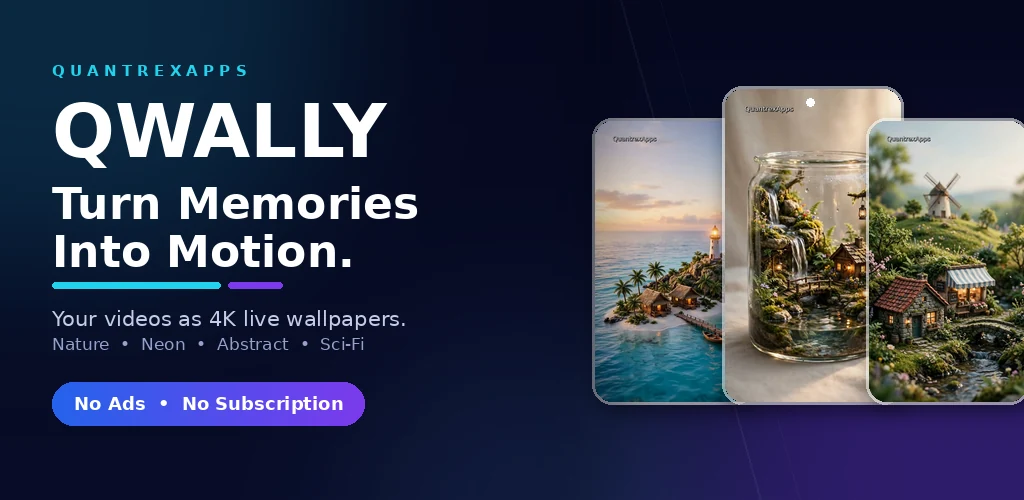 QUANTREXAPPS
QWALLY
Turn Memories
Into Motion.
Your videos as 4K live wallpapers.
Nature • Neon • Abstract • Sci-Fi
No Ads • No Subscription
QuantrexApps
QuantrexApps
QuantrexApps